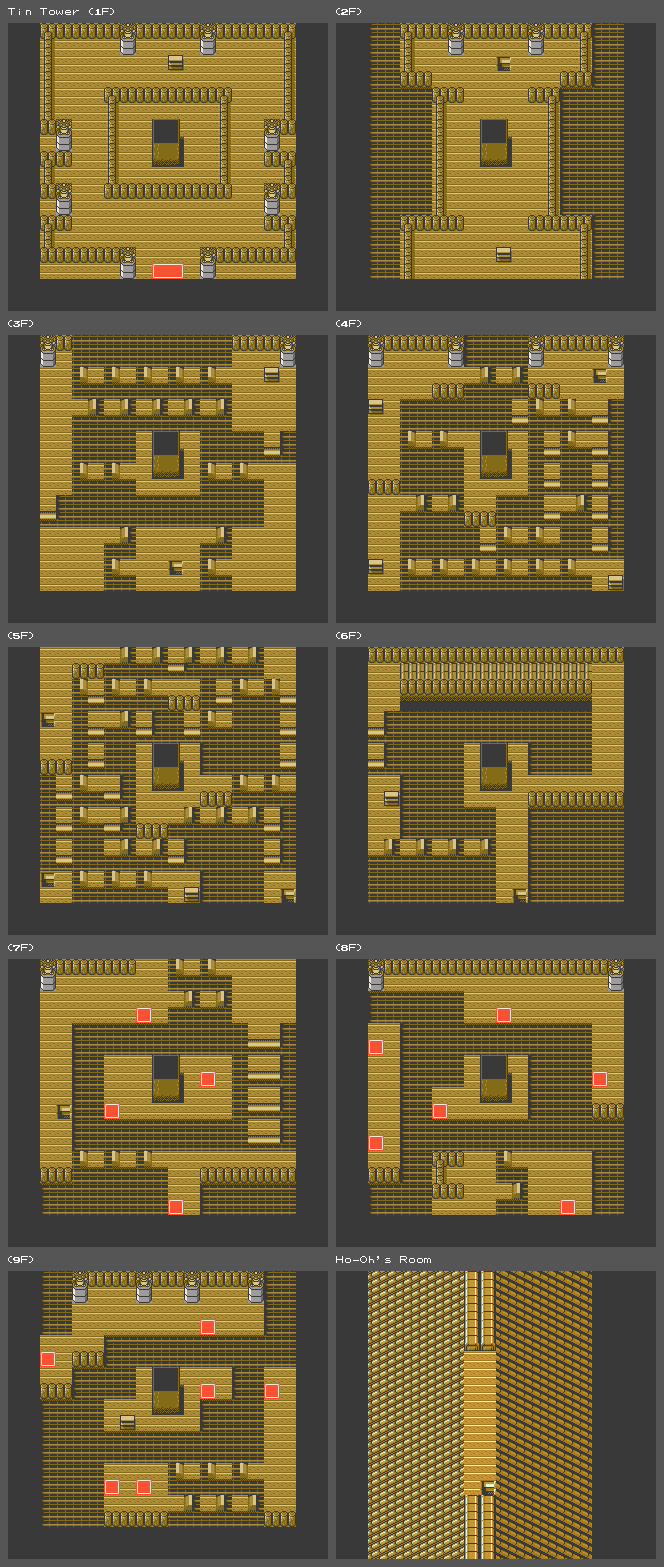 Tin Tower (1F)
(2F)
(3F)
(4F)
(5F)
(6F)
(7F)
(8F)
(9F)
Ho-Oh's Room